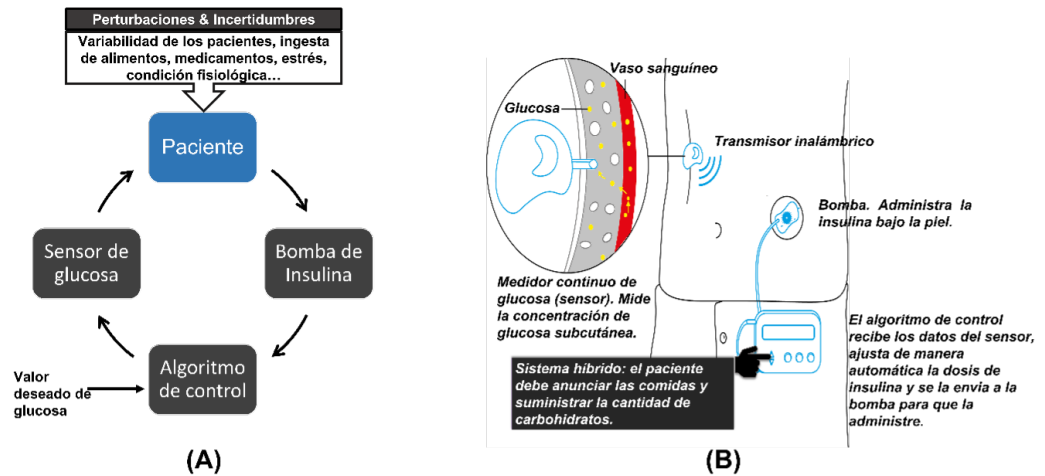 Perturbaciones & Incertidumbres
Variabilidad de los pacientes, ingesta
de alimentos, medicamentos, estrés,
condición fisiológica...
Paciente
Sensor de
glucosa
Bomba de
Insulina
Algoritmo
de control
Valor
deseado de
glucosa
(A)
Vaso sanguíneo
Glucosa
Transmisor inalámbrico
Bomba. Administra la
insulina bajo la piel.
Medidor continuo de
glucosa (sensor). Mide
la concentración de
glucosa subcutánea.
El algoritmo de control
recibe los datos del sensor,
ajusta de manera
automática la dosis de
insulina y se la envia a la
bomba para que la
administre.
Sistema híbrido: el paciente
debe anunciar las comidas y
suministrar la cantidad de
carbohidratos.
(B)